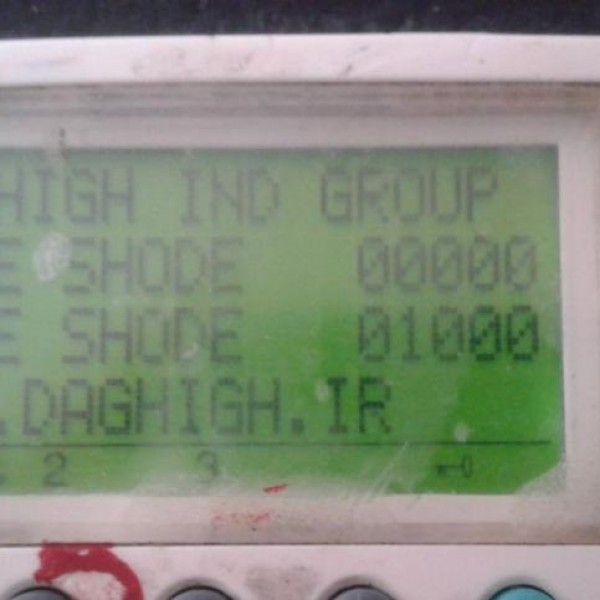 HIGH IND GROUP
E SHODE 00000
E SHODE 01000
.DAGHIGH.IR
2 3